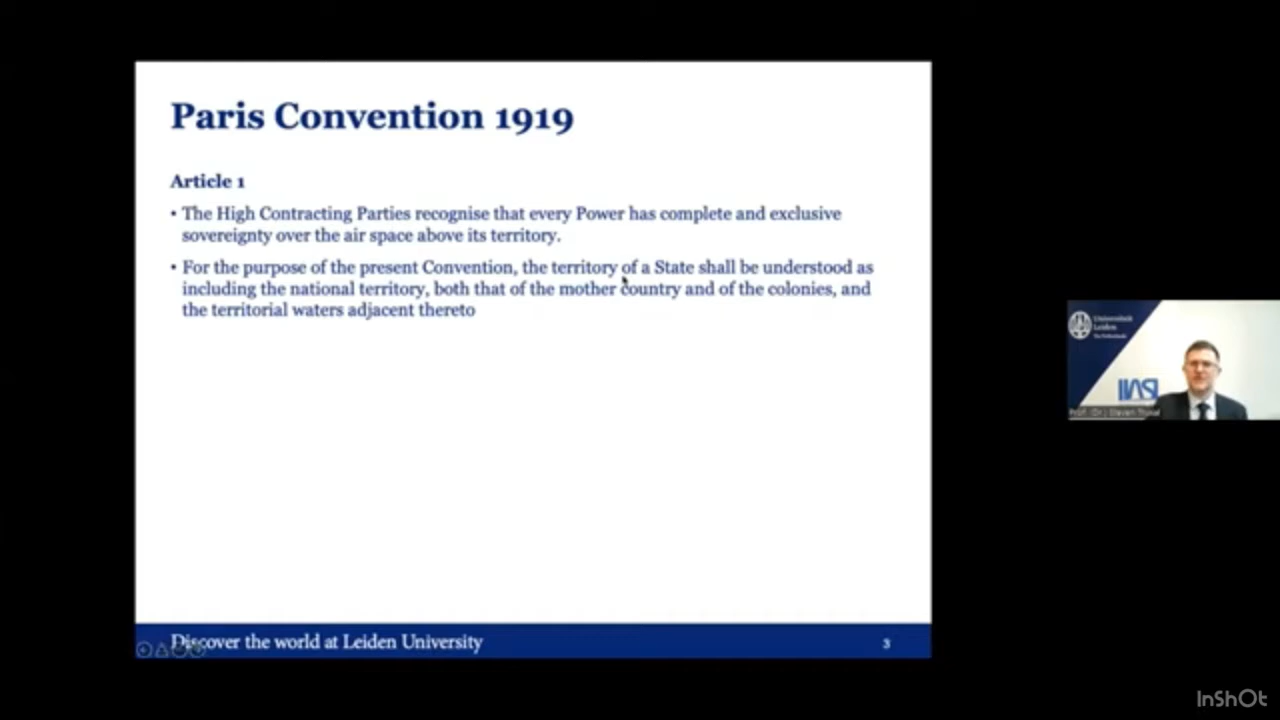 Paris Convention 1919
Article 1
• The High Contracting Parties recognise that every Power has complete and exclusive
sovereignty over the air space above its territory.
• For the purpose of the present Convention, the territory of a State shall be understood as
including the national territory, both that of the mother country and of the colonies, and
the territorial waters adjacent thereto
Universiteit
Leiden
IIASL
Prof. (Dr.) Steven
Discover the world at Leiden University
3
InShOt